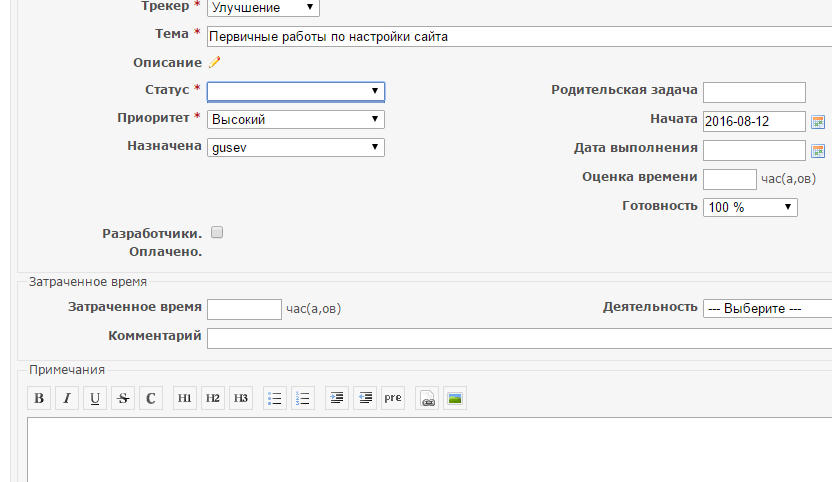 Трекер * Улучшение
Тема * Первичные работы по настройки сайта
Описание
Статус * Родительская задача
Приоритет * Высокий Начата 2016-08-12
Назначена gusev Дата выполнения
Оценка времени час(а,ов)
Готовность 100 %
Разработчики.
Оплачено.
Затраченное время
Затраченное время час(а,ов) Деятельность --- Выберите ---
Комментарий
Примечания
B I U S C H1 H2 H3 pre